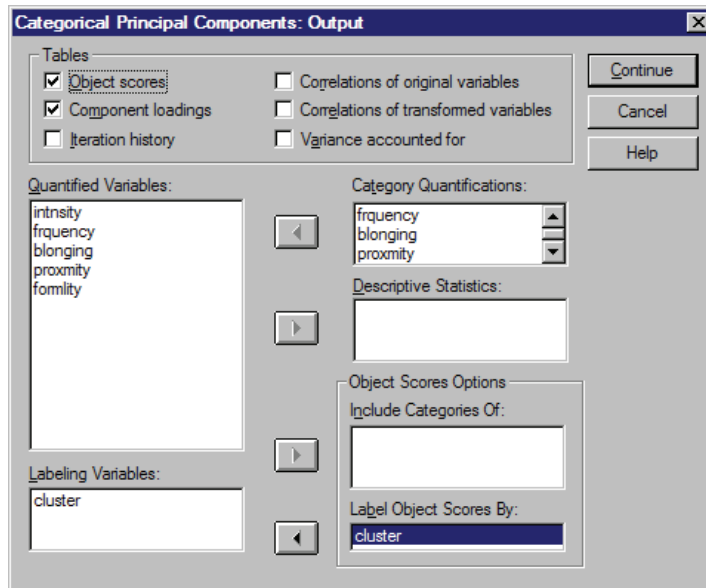 Categorical Principal Components: Output
Tables
Object scores
Component loadings
Iteration history
Correlations of original variables
Correlations of transformed variables
Variance accounted for
Continue
Cancel
Help
Quantified Variables:
intnsity
frquency
blonging
proxmity
formlity
Category Quantifications:
frquency
blonging
proxmity
Descriptive Statistics:
Object Scores Options
Include Categories Of:
Labeling Variables:
cluster
Label Object Scores By:
cluster